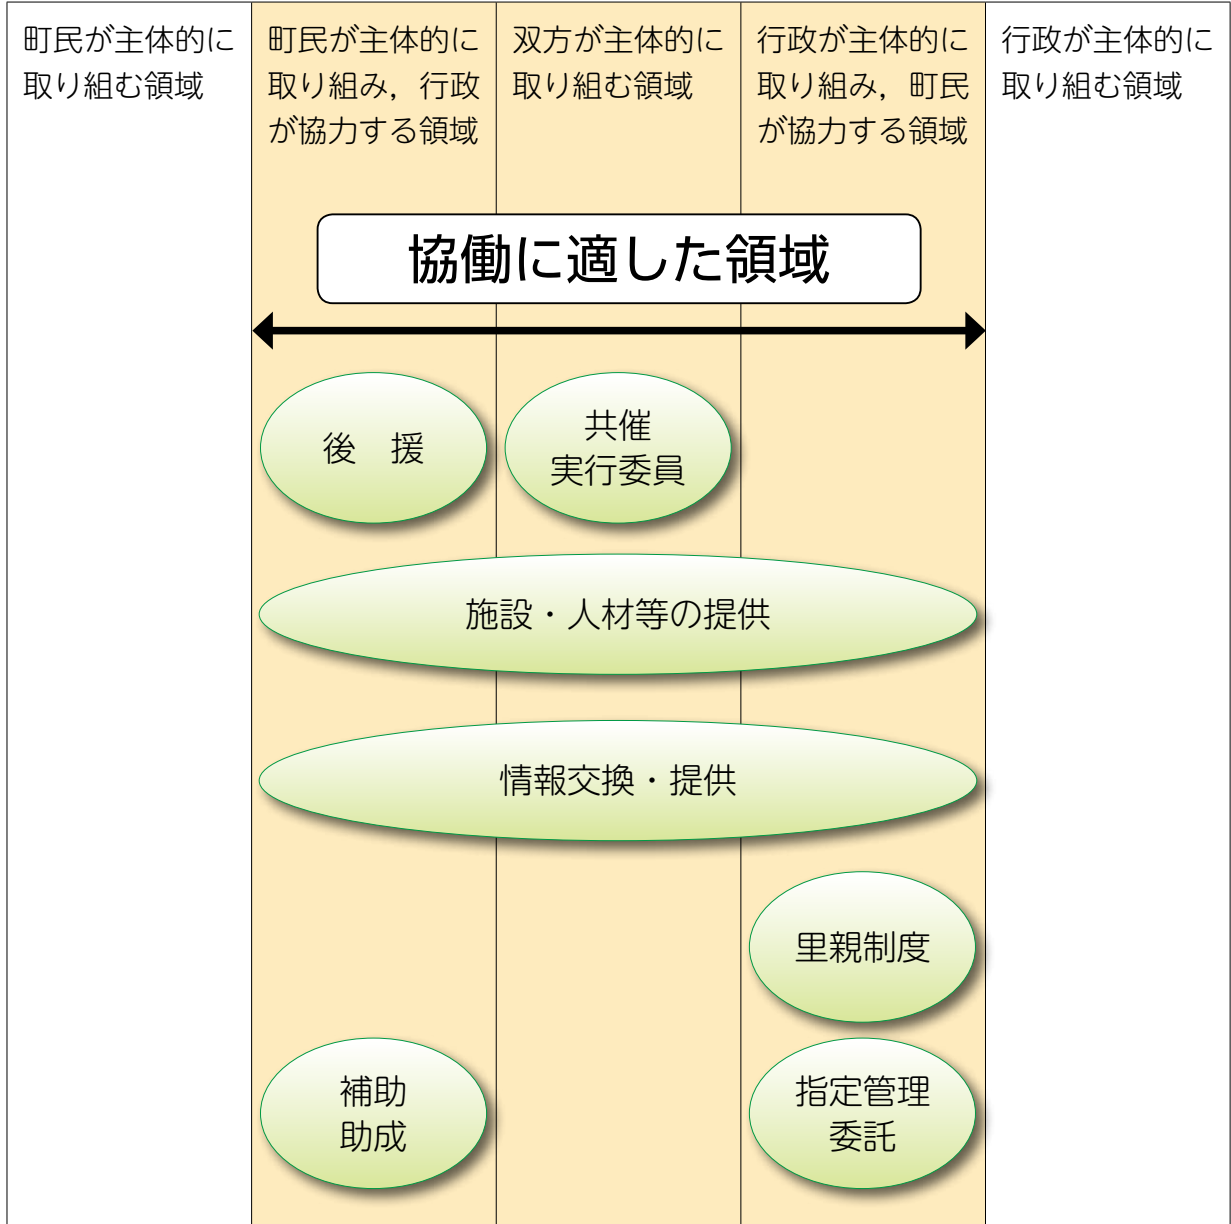 町民が主体的に
取り組む領域
町民が主体的に
取り組み，行政
が協力する領域
双方が主体的に
取り組む領域
行政が主体的に
取り組み，町民
が協力する領域
行政が主体的に
取り組む領域
協働に適した領域
後　援
共催
実行委員
施設・人材等の提供
情報交換・提供
里親制度
補助
助成
指定管理
委託